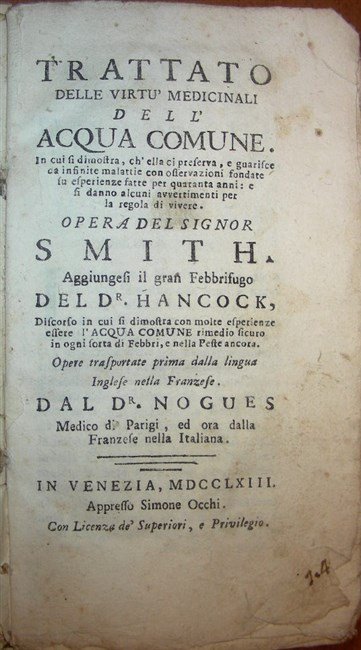 TRATTATO
DELLE VIRTU' MEDICINALI
DELL'
ACQUA COMUNE.
In cui si dimostra, ch'ella ci preserva, e guarisce
da infinite malattie con osservazioni fondate
su esperienze fatte per quaranta anni: e
si danno alcuni avvertimenti per
la regola di vivere.
OPERA DEL SIGNOR
SMITH.
Aggiungesi il gran Febbrifugo
DEL DR. HANCOCK,
Discorso in cui si dimostra con molte esperienze
essere l'ACQUA COMUNE rimedio sicuro
in ogni sorta di Febbri, e nella Peste ancora.
Opere trasportate prima dalla lingua
Inglese nella Franzese.
DAL DR. NOGUES
Medico di Parigi, ed ora dalla
Franzese nella Italiana.
IN VENEZIA, MDCCLXIII.
Appresso Simone Occhi.
Con Licenza de' Superiori, e Privilegio.